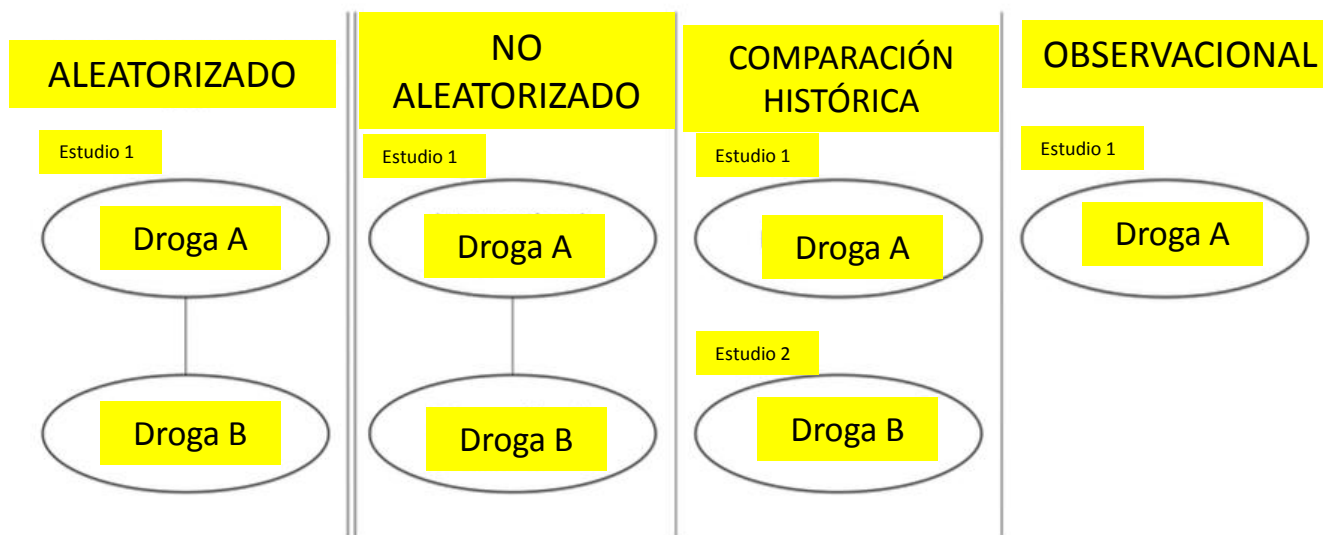 ALEATORIZADO
Estudio 1
Droga A
Droga B
NO
ALEATORIZADO
Estudio 1
Droga A
Droga B
COMPARACIÓN
HISTÓRICA
Estudio 1
Droga A
Estudio 2
Droga B
OBSERVACIONAL
Estudio 1
Droga A